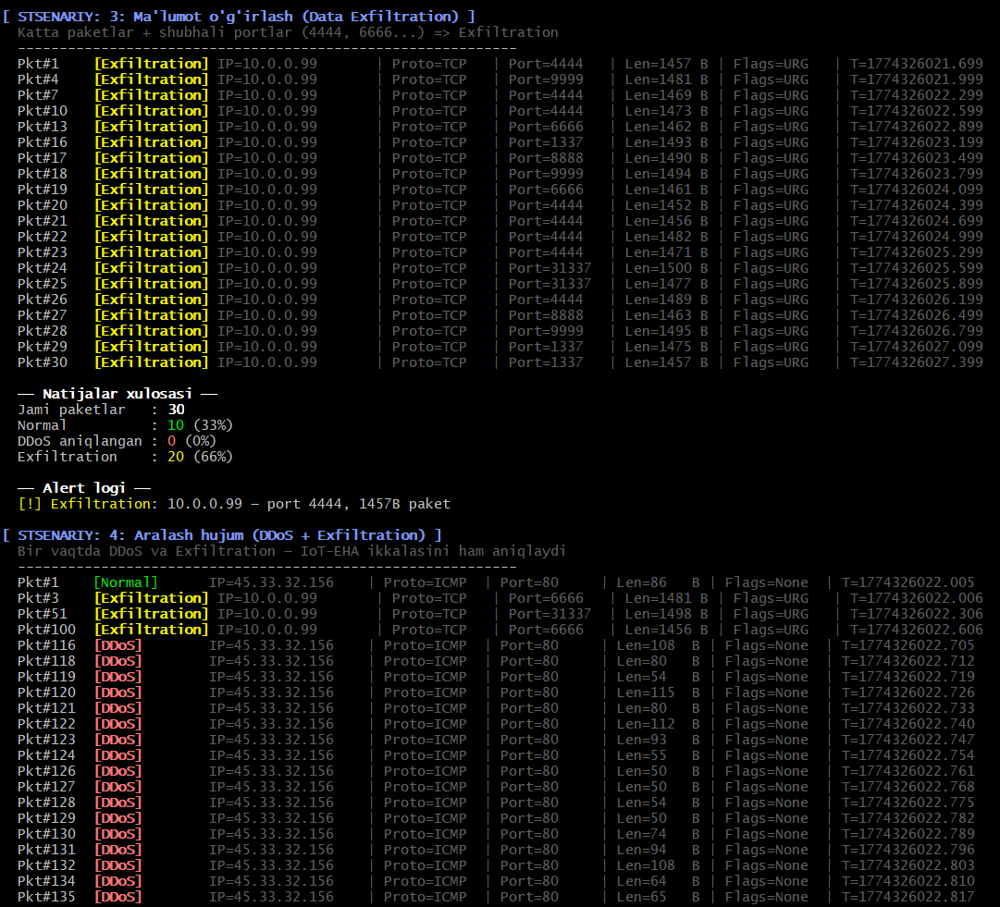 [ STSENARIY: 3: Ma'lumot o'g'irlash (Data Exfiltration) ]
Katta paketlar + shubhali portlar (4444, 6666...) => Exfiltration
------------------------------------------------------------
Pkt#1 [Exfiltration] IP=10.0.0.99 | Proto=TCP | Port=4444 | Len=1457 B | Flags=URG | T=1774326021.699
Pkt#4 [Exfiltration] IP=10.0.0.99 | Proto=TCP | Port=9999 | Len=1481 B | Flags=URG | T=1774326021.999
Pkt#7 [Exfiltration] IP=10.0.0.99 | Proto=TCP | Port=4444 | Len=1469 B | Flags=URG | T=1774326022.299
Pkt#10 [Exfiltration] IP=10.0.0.99 | Proto=TCP | Port=4444 | Len=1473 B | Flags=URG | T=1774326022.599
Pkt#13 [Exfiltration] IP=10.0.0.99 | Proto=TCP | Port=6666 | Len=1462 B | Flags=URG | T=1774326022.899
Pkt#16 [Exfiltration] IP=10.0.0.99 | Proto=TCP | Port=1337 | Len=1493 B | Flags=URG | T=1774326023.199
Pkt#17 [Exfiltration] IP=10.0.0.99 | Proto=TCP | Port=8888 | Len=1490 B | Flags=URG | T=1774326023.499
Pkt#18 [Exfiltration] IP=10.0.0.99 | Proto=TCP | Port=9999 | Len=1494 B | Flags=URG | T=1774326023.799
Pkt#19 [Exfiltration] IP=10.0.0.99 | Proto=TCP | Port=6666 | Len=1461 B | Flags=URG | T=1774326024.099
Pkt#20 [Exfiltration] IP=10.0.0.99 | Proto=TCP | Port=4444 | Len=1452 B | Flags=URG | T=1774326024.399
Pkt#21 [Exfiltration] IP=10.0.0.99 | Proto=TCP | Port=4444 | Len=1456 B | Flags=URG | T=1774326024.699
Pkt#22 [Exfiltration] IP=10.0.0.99 | Proto=TCP | Port=4444 | Len=1482 B | Flags=URG | T=1774326024.999
Pkt#23 [Exfiltration] IP=10.0.0.99 | Proto=TCP | Port=4444 | Len=1471 B | Flags=URG | T=1774326025.299
Pkt#24 [Exfiltration] IP=10.0.0.99 | Proto=TCP | Port=31337 | Len=1500 B | Flags=URG | T=1774326025.599
Pkt#25 [Exfiltration] IP=10.0.0.99 | Proto=TCP | Port=31337 | Len=1477 B | Flags=URG | T=1774326025.899
Pkt#26 [Exfiltration] IP=10.0.0.99 | Proto=TCP | Port=4444 | Len=1489 B | Flags=URG | T=1774326026.199
Pkt#27 [Exfiltration] IP=10.0.0.99 | Proto=TCP | Port=8888 | Len=1463 B | Flags=URG | T=1774326026.499
Pkt#28 [Exfiltration] IP=10.0.0.99 | Proto=TCP | Port=9999 | Len=1495 B | Flags=URG | T=1774326026.799
Pkt#29 [Exfiltration] IP=10.0.0.99 | Proto=TCP | Port=1337 | Len=1475 B | Flags=URG | T=1774326027.099
Pkt#30 [Exfiltration] IP=10.0.0.99 | Proto=TCP | Port=1337 | Len=1457 B | Flags=URG | T=1774326027.399
── Natijalar xulosasi ──
Jami paketlar : 30
Normal : 10 (33%)
DDoS aniqlangan : 0 (0%)
Exfiltration : 20 (66%)
── Alert logi ──
[!] Exfiltration: 10.0.0.99 — port 4444, 1457B paket
[ STSENARIY: 4: Aralash hujum (DDoS + Exfiltration) ]
Bir vaqtda DDoS va Exfiltration — IoT-EHA ikkalasini ham aniqlaydi
------------------------------------------------------------
Pkt#1 [Normal] IP=45.33.32.156 | Proto=ICMP | Port=80 | Len=86 B | Flags=None | T=1774326022.005
Pkt#3 [Exfiltration] IP=10.0.0.99 | Proto=TCP | Port=6666 | Len=1481 B | Flags=URG | T=1774326022.006
Pkt#51 [Exfiltration] IP=10.0.0.99 | Proto=TCP | Port=31337 | Len=1498 B | Flags=URG | T=1774326022.306
Pkt#100 [Exfiltration] IP=10.0.0.99 | Proto=TCP | Port=6666 | Len=1456 B | Flags=URG | T=1774326022.606
Pkt#116 [DDoS] IP=45.33.32.156 | Proto=ICMP | Port=80 | Len=108 B | Flags=None | T=1774326022.705
Pkt#118 [DDoS] IP=45.33.32.156 | Proto=ICMP | Port=80 | Len=80 B | Flags=None | T=1774326022.712
Pkt#119 [DDoS] IP=45.33.32.156 | Proto=ICMP | Port=80 | Len=54 B | Flags=None | T=1774326022.719
Pkt#120 [DDoS] IP=45.33.32.156 | Proto=ICMP | Port=80 | Len=115 B | Flags=None | T=1774326022.726
Pkt#121 [DDoS] IP=45.33.32.156 | Proto=ICMP | Port=80 | Len=80 B | Flags=None | T=1774326022.733
Pkt#122 [DDoS] IP=45.33.32.156 | Proto=ICMP | Port=80 | Len=112 B | Flags=None | T=1774326022.740
Pkt#123 [DDoS] IP=45.33.32.156 | Proto=ICMP | Port=80 | Len=93 B | Flags=None | T=1774326022.747
Pkt#124 [DDoS] IP=45.33.32.156 | Proto=ICMP | Port=80 | Len=55 B | Flags=None | T=1774326022.754
Pkt#126 [DDoS] IP=45.33.32.156 | Proto=ICMP | Port=80 | Len=50 B | Flags=None | T=1774326022.761
Pkt#127 [DDoS] IP=45.33.32.156 | Proto=ICMP | Port=80 | Len=50 B | Flags=None | T=1774326022.768
Pkt#128 [DDoS] IP=45.33.32.156 | Proto=ICMP | Port=80 | Len=54 B | Flags=None | T=1774326022.775
Pkt#129 [DDoS] IP=45.33.32.156 | Proto=ICMP | Port=80 | Len=50 B | Flags=None | T=1774326022.782
Pkt#130 [DDoS] IP=45.33.32.156 | Proto=ICMP | Port=80 | Len=74 B | Flags=None | T=1774326022.789
Pkt#131 [DDoS] IP=45.33.32.156 | Proto=ICMP | Port=80 | Len=94 B | Flags=None | T=1774326022.796
Pkt#132 [DDoS] IP=45.33.32.156 | Proto=ICMP | Port=80 | Len=108 B | Flags=None | T=1774326022.803
Pkt#134 [DDoS] IP=45.33.32.156 | Proto=ICMP | Port=80 | Len=64 B | Flags=None | T=1774326022.810
Pkt#135 [DDoS] IP=45.33.32.156 | Proto=ICMP | Port=80 | Len=65 B | Flags=None | T=1774326022.817